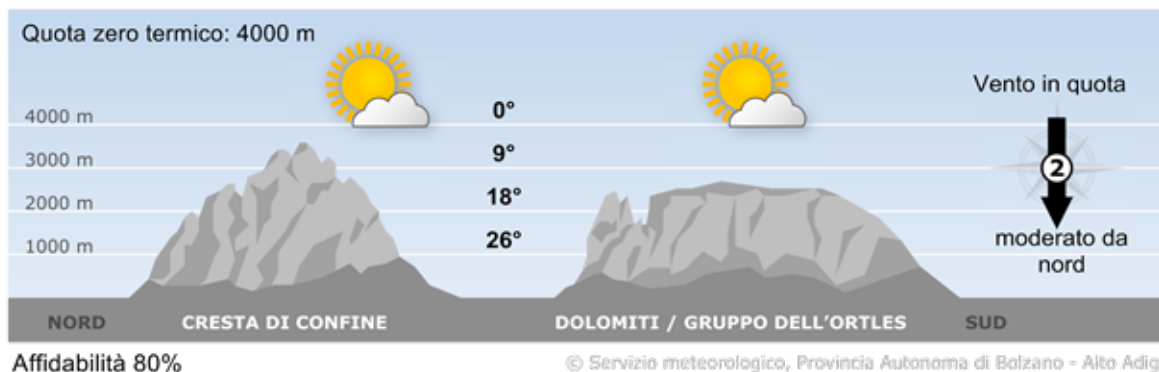 Quota zero termico: 4000 m
Vento in quota
4000 m
0°
3000 m
9°
2
2000 m
18°
1000 m
26°
moderato da
nord
NORD
CRESTA DI CONFINE
DOLOMITI / GRUPPO DELL'ORTLES
SUD
Affidabilità 80%
© Servizio meteorologico, Provincia Autonoma di Bolzano - Alto Adig